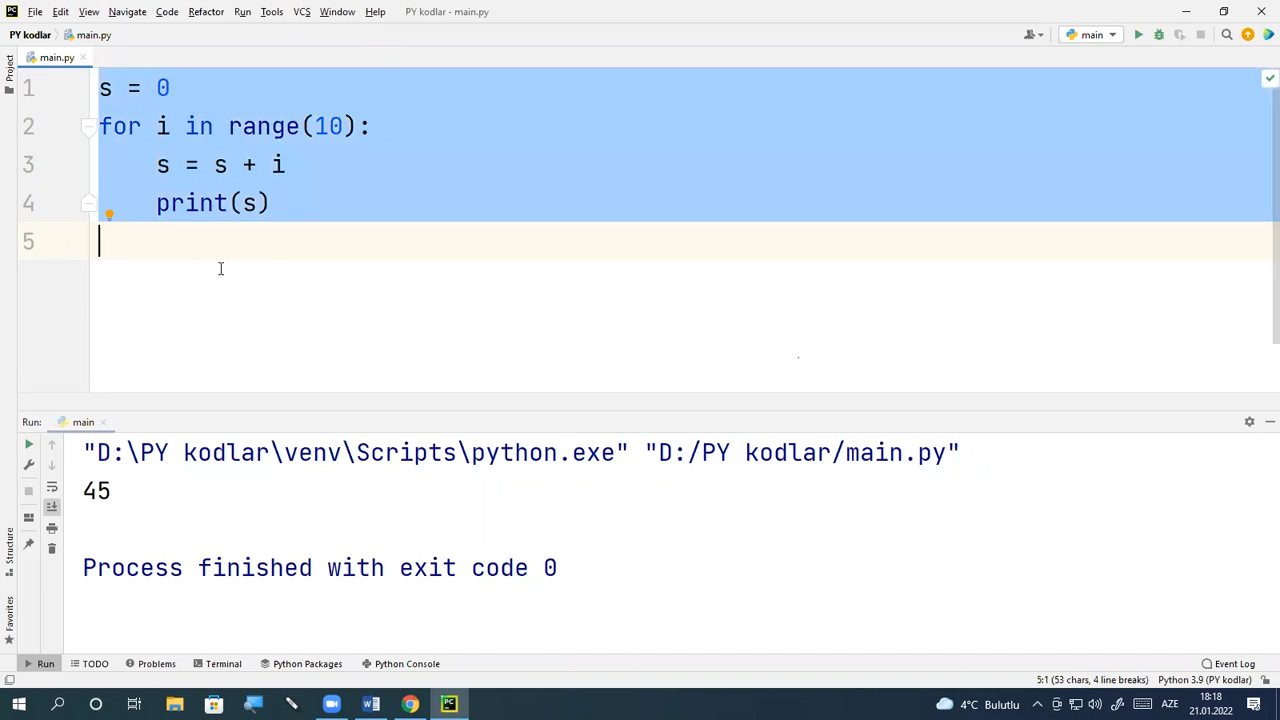 File Edit View Navigate Code Refactor Run Tools VCS Window Help PY kodlar - main.py
PY kodlar main.py main
main.py
Project
1 s = 0
2 for i in range(10):
3 s = s + i
4 print(s)
5
Run: main
"D:\PY kodlar\venv\Scripts\python.exe" "D:/PY kodlar/main.py"
45
Process finished with exit code 0
Structure
Favorites
Run TODO Problems Terminal Python Packages Python Console Event Log
5:1 (53 chars, 4 line breaks) Python 3.9 (PY kodlar)
4°C Bulutlu AZE 18:18
21.01.2022